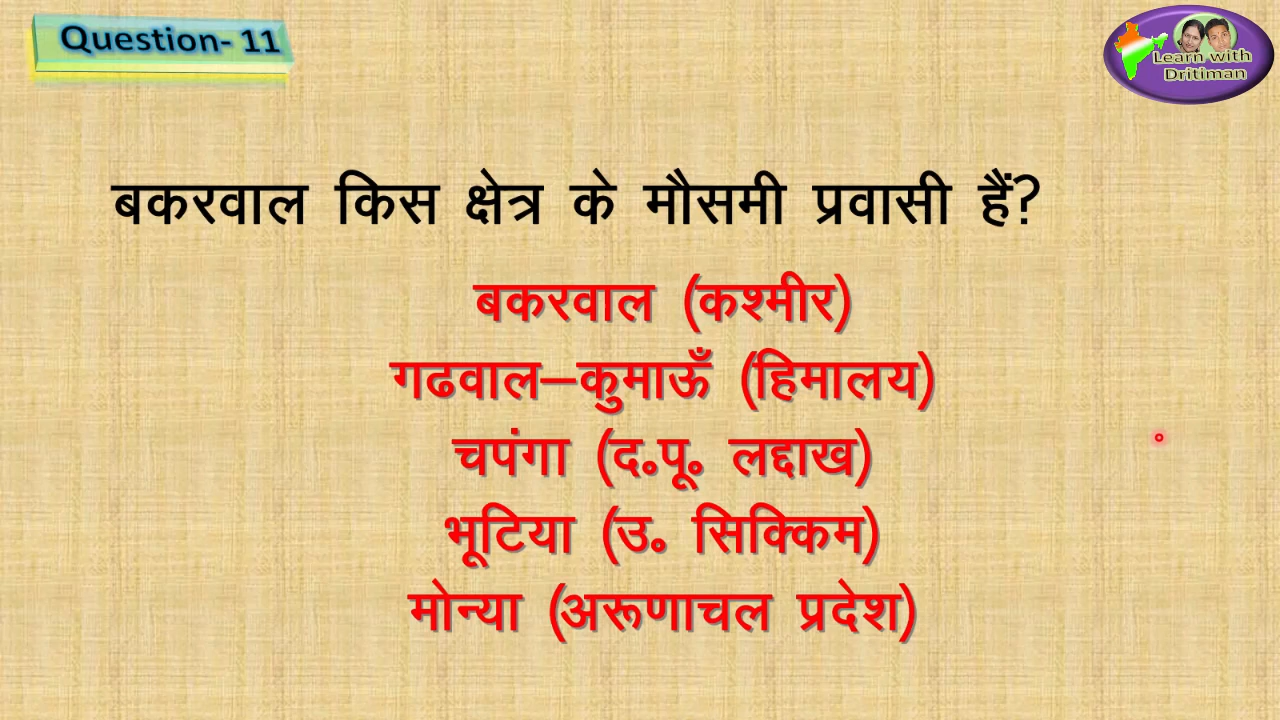 Question- 11
Learn with
Dritiman
बकरवाल किस क्षेत्र के मौसमी प्रवासी हैं?
बकरवाल (कश्मीर)
गढवाल–कुमाऊँ (हिमालय)
चपंगा (द॰पू॰ लद्दाख)
भूटिया (उ॰ सिक्किम)
मोन्या (अरूणाचल प्रदेश)